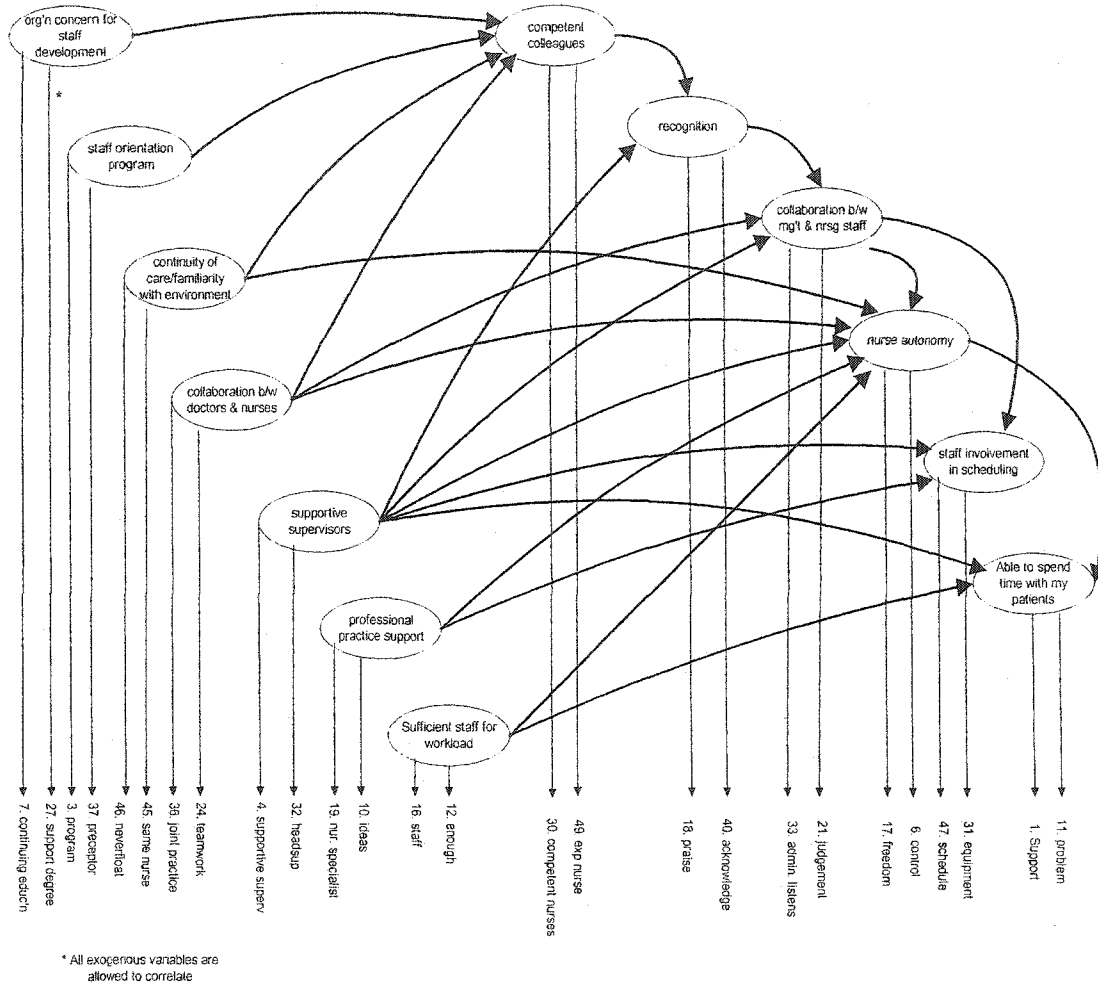 org'n concern for
staff
development
competent
colleagues
*
staff orientation
program
recognition
collaboration b/w
mg't & nrsg staff
continuity of
care/familiarity
with environment
nurse autonomy
collaboration b/w
doctors & nurses
staff involvement
in scheduling
supportive
supervisors
Able to spend
time with my
patients
professional
practice support
Sufficient staff for
workload
7. continuing educ'n
27. support degree
3. program
37. preceptor
46. neverfloat
45. same nurse
36. joint practice
24. teamwork
4. supportive superv
32. headsup
19. nur. specialist
10. ideas
16. staff
12. enough
30. competent nurses
49. exp nurse
18. praise
40. acknowledge
33. admin. listens
21. judgement
17. freedom
6. control
47. schedule
31. equipment
1. Support
11. problem
* All exogenous variables are
allowed to correlate